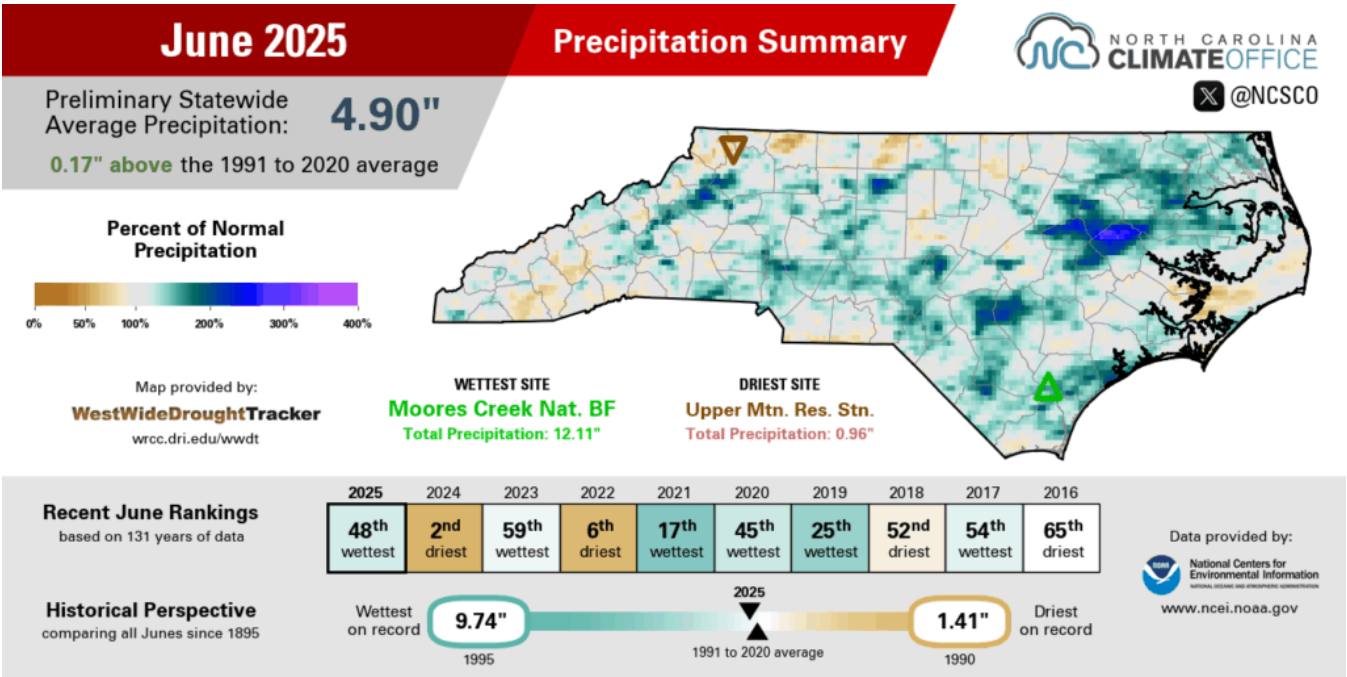 June 2025
Precipitation Summary
NORTH CAROLINA
CLIMATEOFFICE
@NCSCO
Preliminary Statewide
Average Precipitation:
4.90"
0.17" above the 1991 to 2020 average
Percent of Normal
Precipitation
0% 50% 100% 200% 300% 400%
Map provided by:
WestWideDroughtTracker
wrcc.dri.edu/wwdt
WETTEST SITE
Moores Creek Nat. BF
Total Precipitation: 12.11"
DRIEST SITE
Upper Mtn. Res. Stn.
Total Precipitation: 0.96"
Recent June Rankings
based on 131 years of data
2025 2024 2023 2022 2021 2020 2019 2018 2017 2016
48th 2nd 59th 6th 17th 45th 25th 52nd 54th 65th
wettest driest wettest driest wettest wettest wettest driest wettest driest
Historical Perspective
comparing all Junes since 1895
Wettest
on record
9.74"
1995
2025
1991 to 2020 average
1.41"
1990
Driest
on record
Data provided by:
NOAA
National Centers for
Environmental Information
NATIONAL OCEANIC AND ATMOSPHERIC ADMINISTRATION
www.ncei.noaa.gov